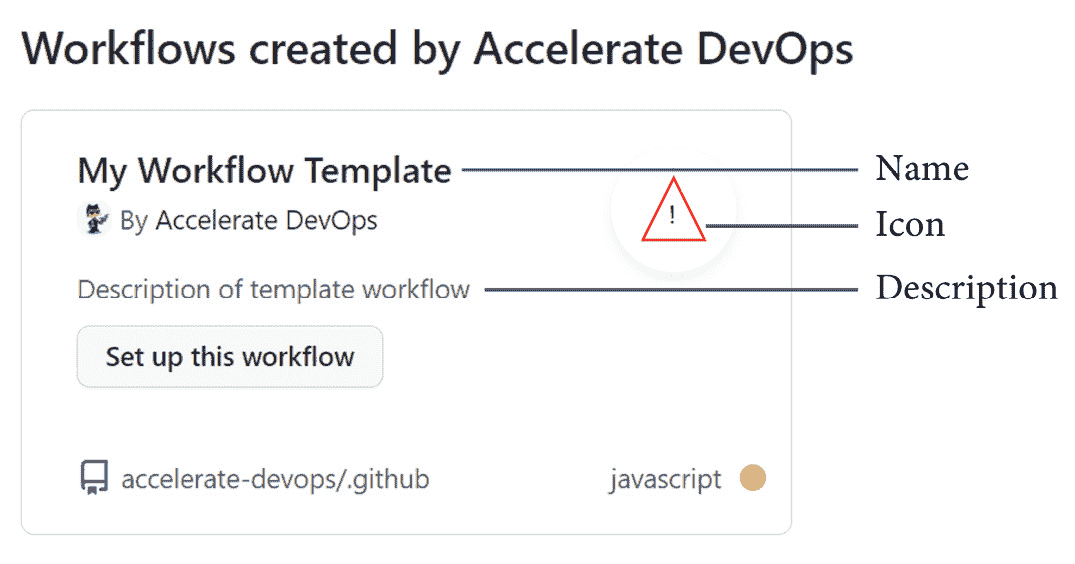 Workflows created by Accelerate DevOps
My Workflow Template
Name
!
Icon
By Accelerate DevOps
Description of template workflow
Description
Set up this workflow
accelerate-devops/.github
javascript